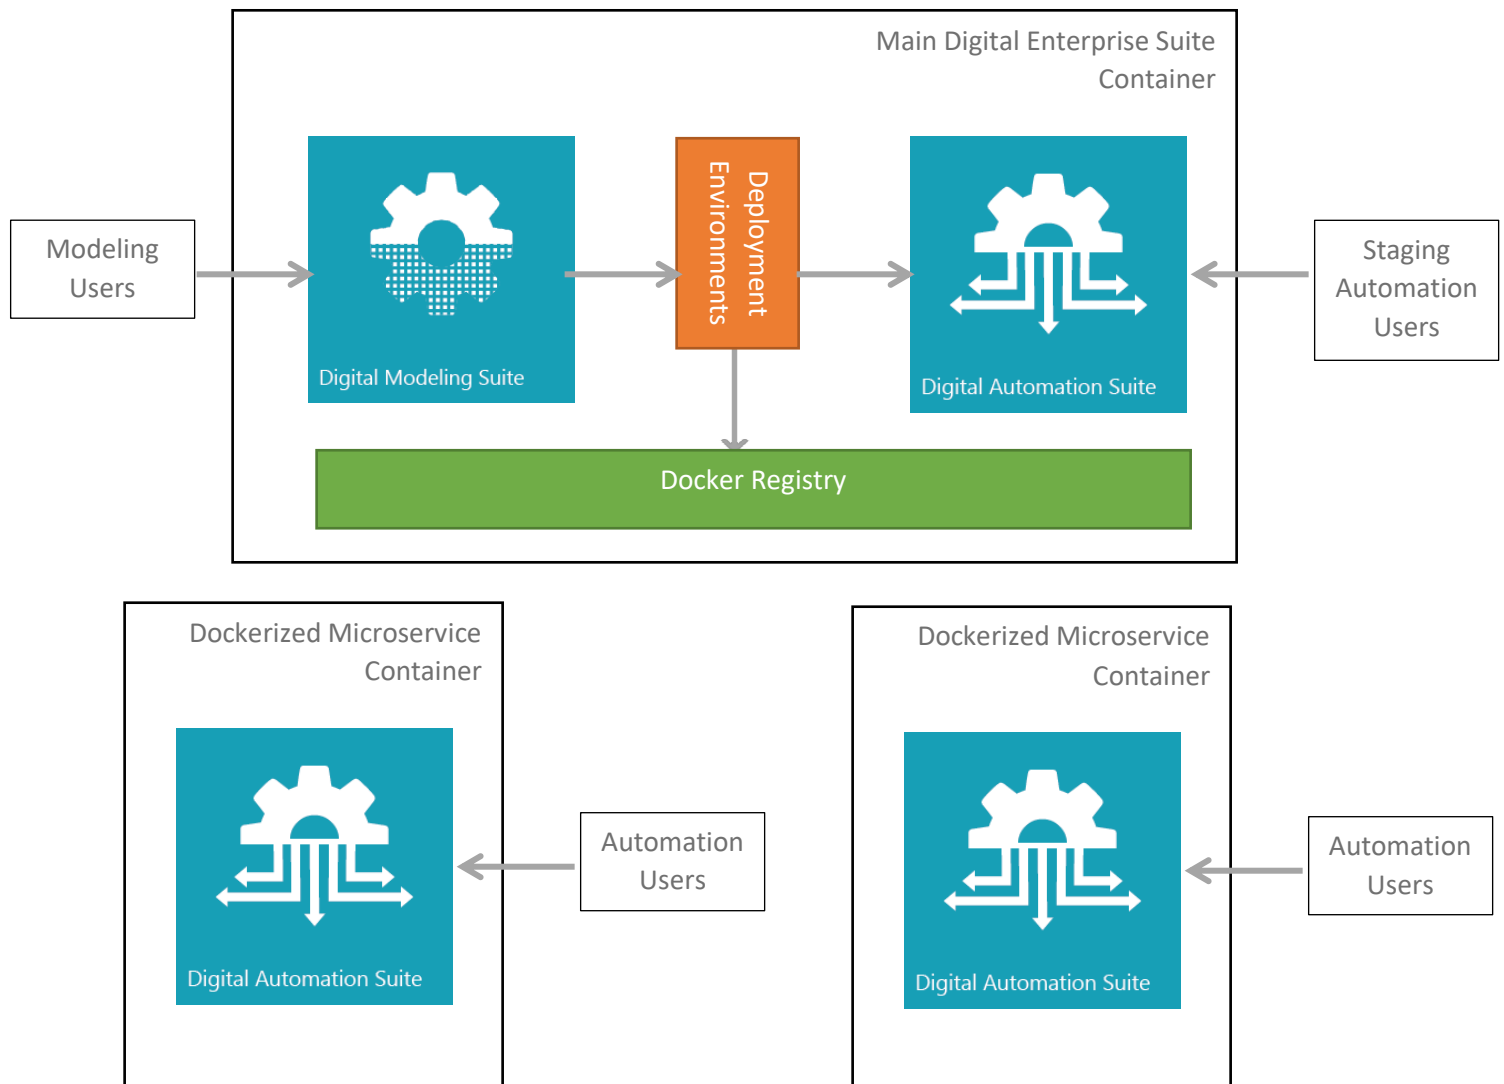 Main Digital Enterprise Suite
Container
Modeling
Users
Digital Modeling Suite
Deployment
Environments
Digital Automation Suite
Staging
Automation
Users
Docker Registry
Dockerized Microservice
Container
Digital Automation Suite
Automation
Users
Dockerized Microservice
Container
Digital Automation Suite
Automation
Users